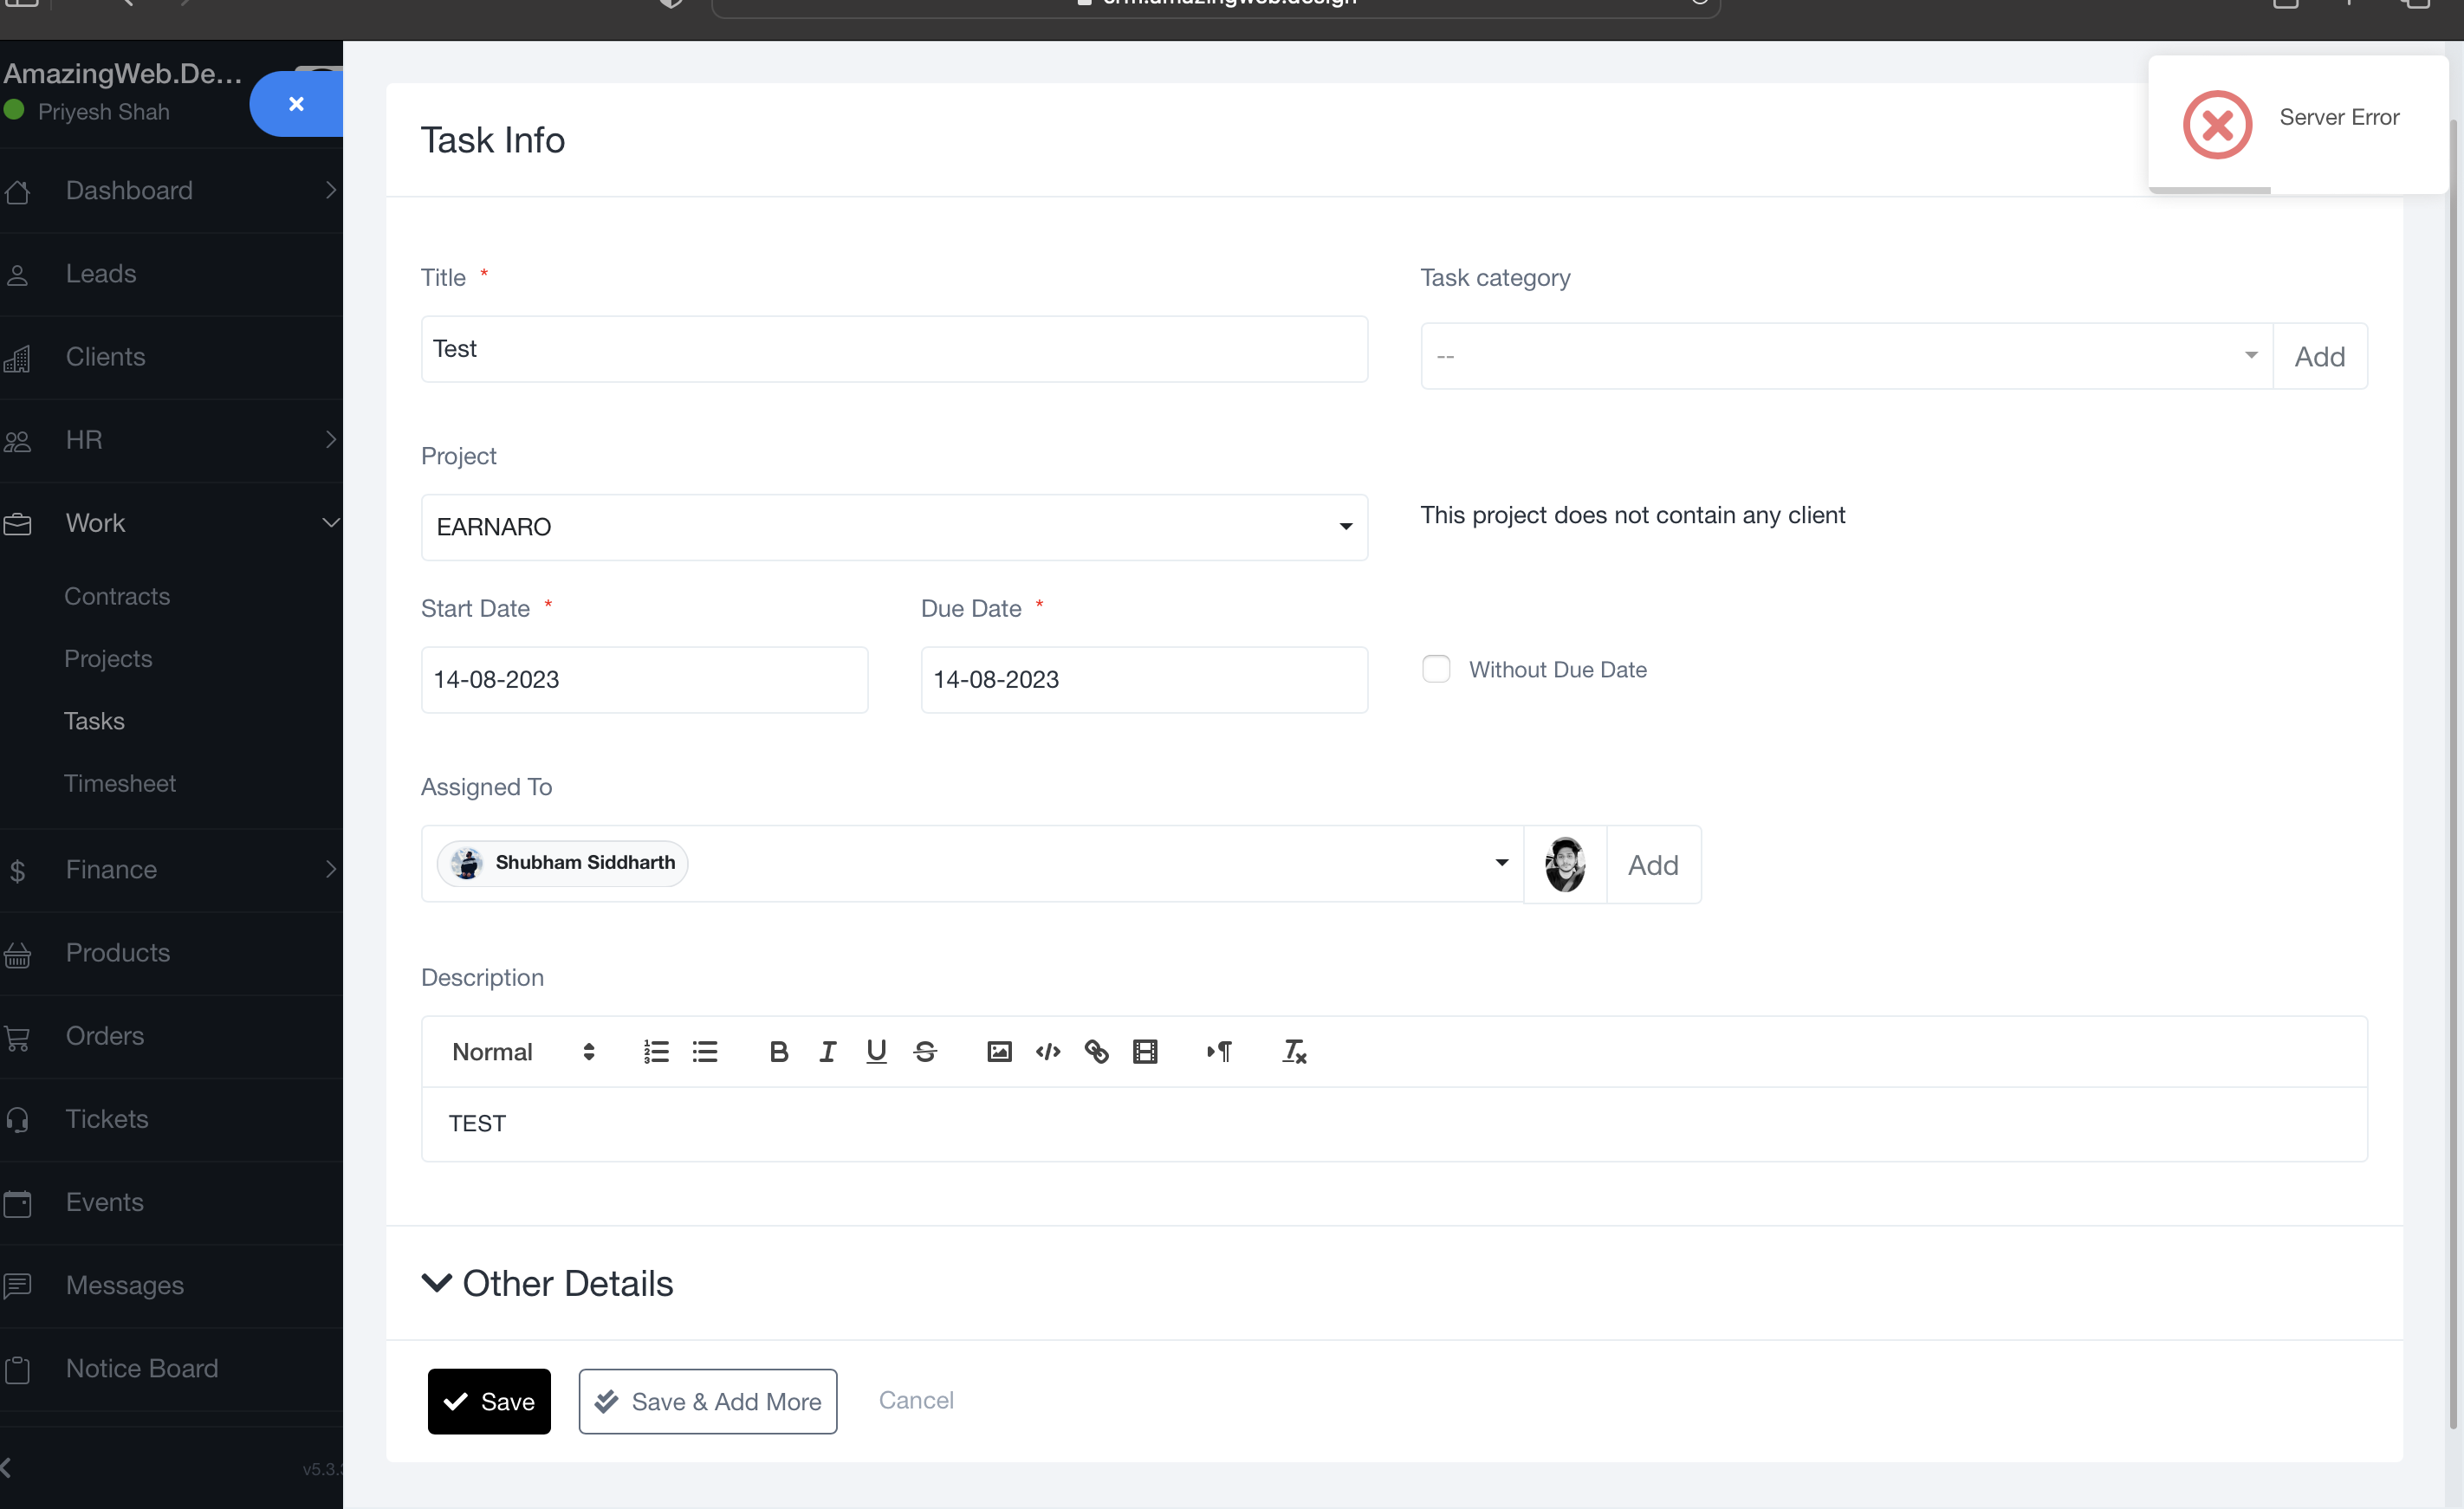 crm.amazingweb.design
AmazingWeb.De...
Priyesh Shah
Dashboard
Leads
Clients
HR
Work
Contracts
Projects
Tasks
Timesheet
Finance
Products
Orders
Tickets
Events
Messages
Notice Board
v5.3.
Server Error
Task Info
Title *
Task category
Test
--
Add
Project
EARNARO
This project does not contain any client
Start Date *
Due Date *
14-08-2023
14-08-2023
Without Due Date
Assigned To
Shubham Siddharth
Add
Description
Normal
TEST
Other Details
Save
Save & Add More
Cancel